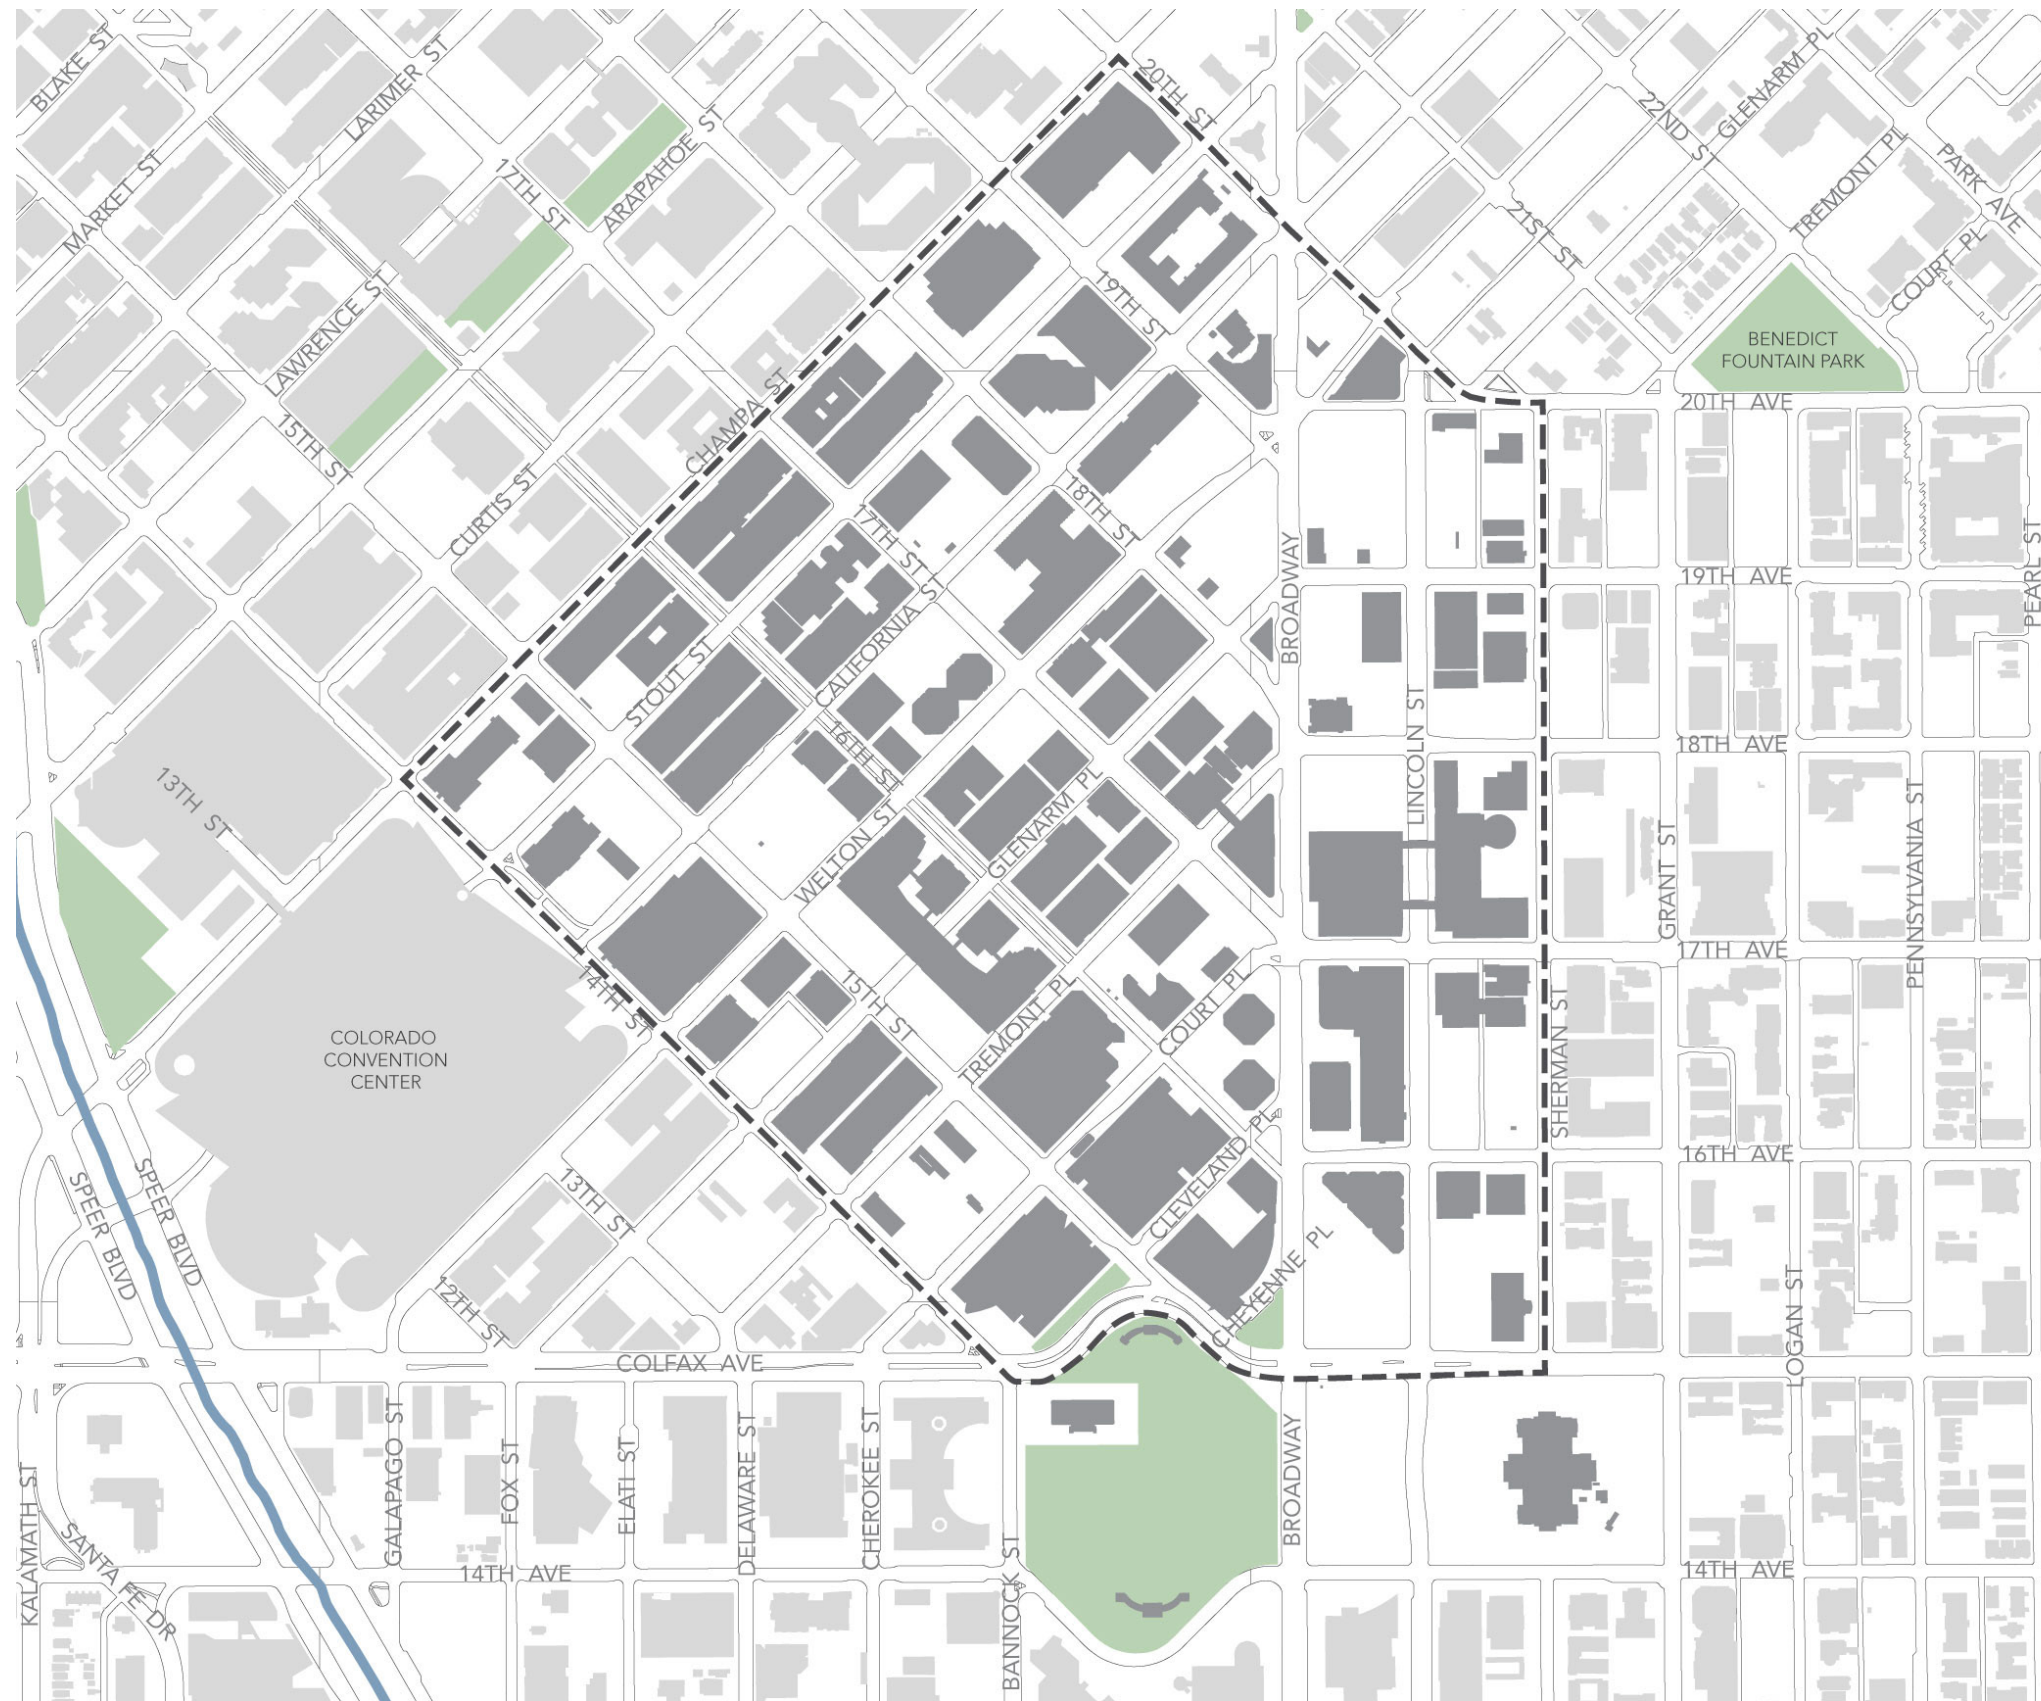 BLAKE ST
LARIMER ST
20TH ST
GLENARM PL
22ND ST
MARKET ST
17TH ST
ARAPAHOE ST
TREMONT PL
PARK AVE
21ST ST
COURT PL
LAWRENCE ST
19TH ST
BENEDICT
FOUNTAIN PARK
15TH ST
CHAMPA ST
20TH AVE
CURTIS ST
17TH ST
18TH ST
BROADWAY
19TH AVE
PEARL ST
CALIFORNIA ST
STOUT ST
16TH ST
LINCOLN ST
18TH AVE
13TH ST
WELTON ST
GLENARM PL
GRANT ST
PENNSYLVANIA ST
17TH AVE
14TH ST
15TH ST
TREMONT PL
COURT PL
SHERMAN ST
COLORADO
CONVENTION
CENTER
16TH AVE
SPEER BLVD
SPEER BLVD
13TH ST
CLEVELAND PL
CHEYENNE PL
12TH ST
LOGAN ST
COLFAX AVE
KALAMATH ST
SANTA FE DR
GALAPAGO ST
FOX ST
ELATI ST
DELAWARE ST
CHEROKEE ST
BANNOCK ST
BROADWAY
14TH AVE
14TH AVE